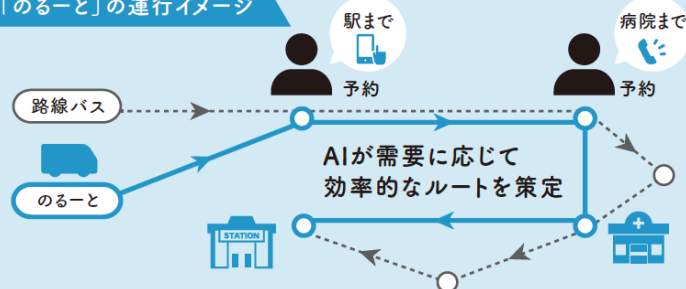 「のるーと」の運行イメージ
駅まで
予約
病院まで
予約
路線バス
AIが需要に応じて
効率的なルートを策定
のるーと
STATION